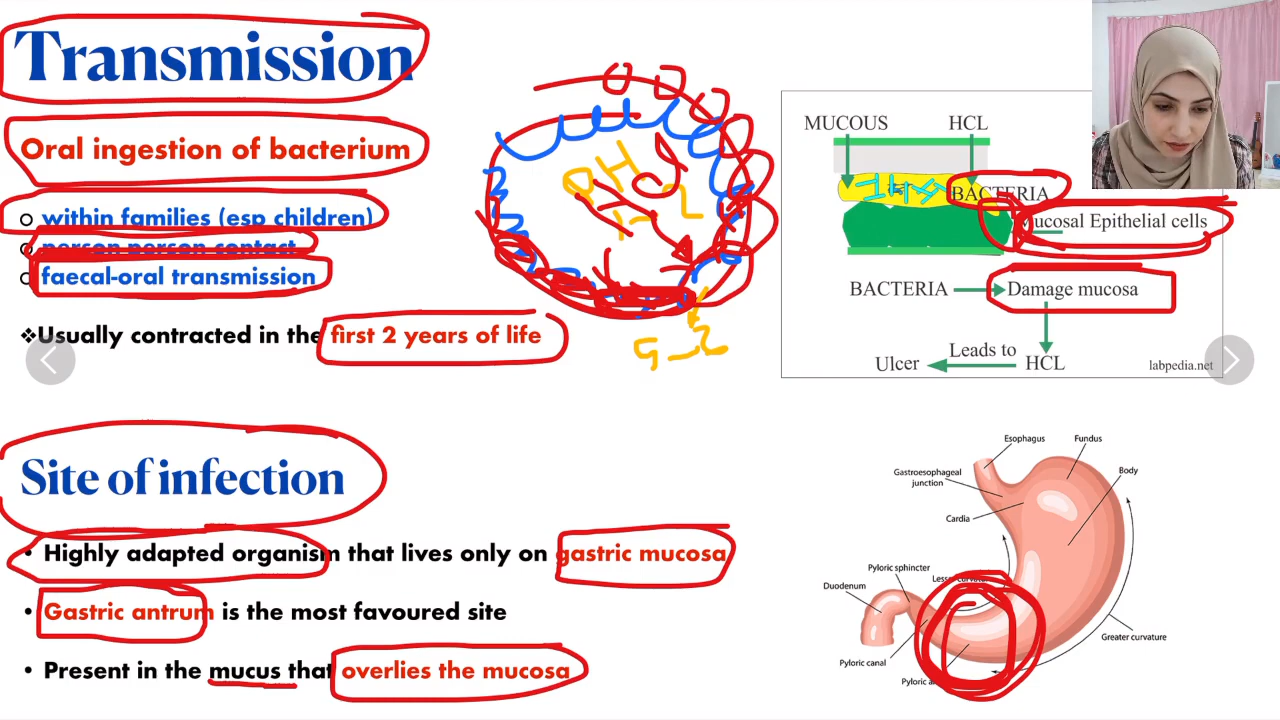 Transmission
Oral ingestion of bacterium
within families (esp children)
person person contact
faecal-oral transmission
❖Usually contracted in the first 2 years of life
MUCOUS
HCL
BACTERIA
Mucosal Epithelial cells
BACTERIA
Damage mucosa
Leads to
Ulcer
HCL
labpedia.net
Site of infection
• Highly adapted organism that lives only on gastric mucosa
• Gastric antrum is the most favoured site
• Present in the mucus that overlies the mucosa
Esophagus
Fundus
Gastroesophageal
junction
Body
Cardia
Pyloric sphincter
Duodenum
Greater curvature
Pyloric canal